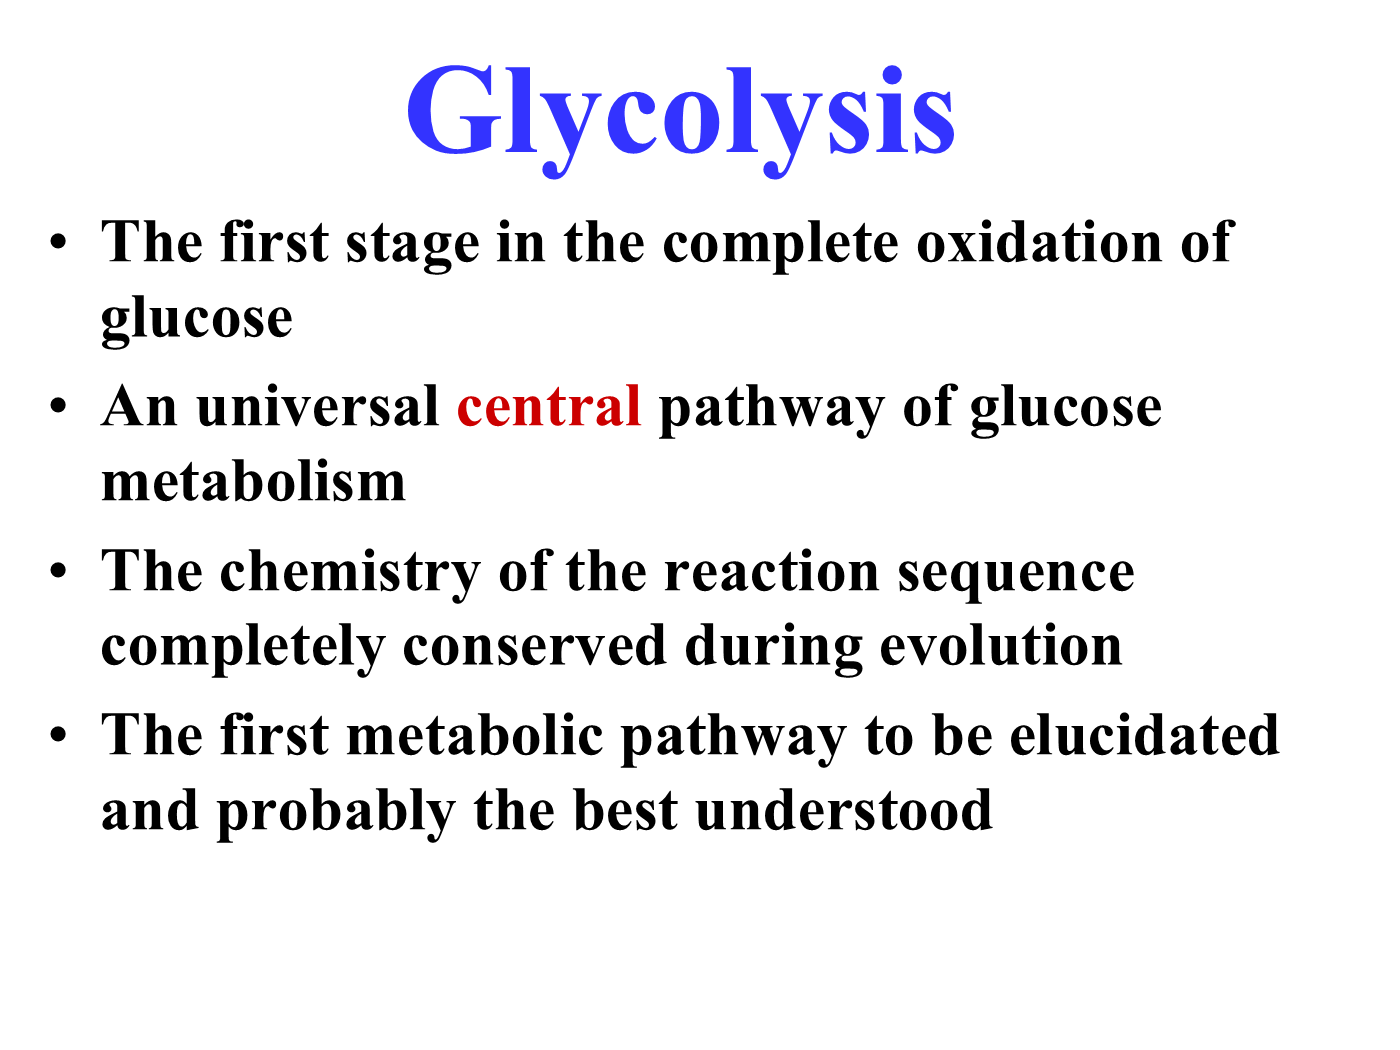 Glycolysis
• The first stage in the complete oxidation of
glucose
• An universal central pathway of glucose
metabolism
• The chemistry of the reaction sequence
completely conserved during evolution
• The first metabolic pathway to be elucidated
and probably the best understood